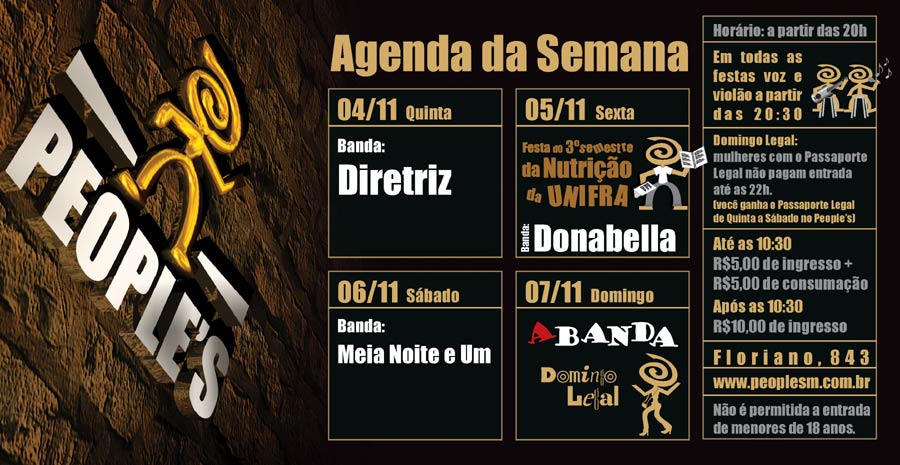 PEOPLE'S
Agenda da Semana
04/11 Quinta
Banda:
Diretriz
05/11 Sexta
Festa do 3º semestre
da Nutrição
da UNIFRA
Banda: Donabella
06/11 Sábado
Banda:
Meia Noite e Um
07/11 Domingo
A BANDA
Domingo
Legal
Horário: a partir das 20h
Em todas as
festas voz e
violão a partir
das 20:30
Domingo Legal:
mulheres com o Passaporte
Legal não pagam entrada
até as 22h.
(você ganha o Passaporte Legal
de Quinta a Sábado no People's)
Até as 10:30
R$5,00 de ingresso +
R$5,00 de consumação
Após as 10:30
R$10,00 de ingresso
Floriano, 843
www.peoplesm.com.br
Não é permitida a entrada
de menores de 18 anos.